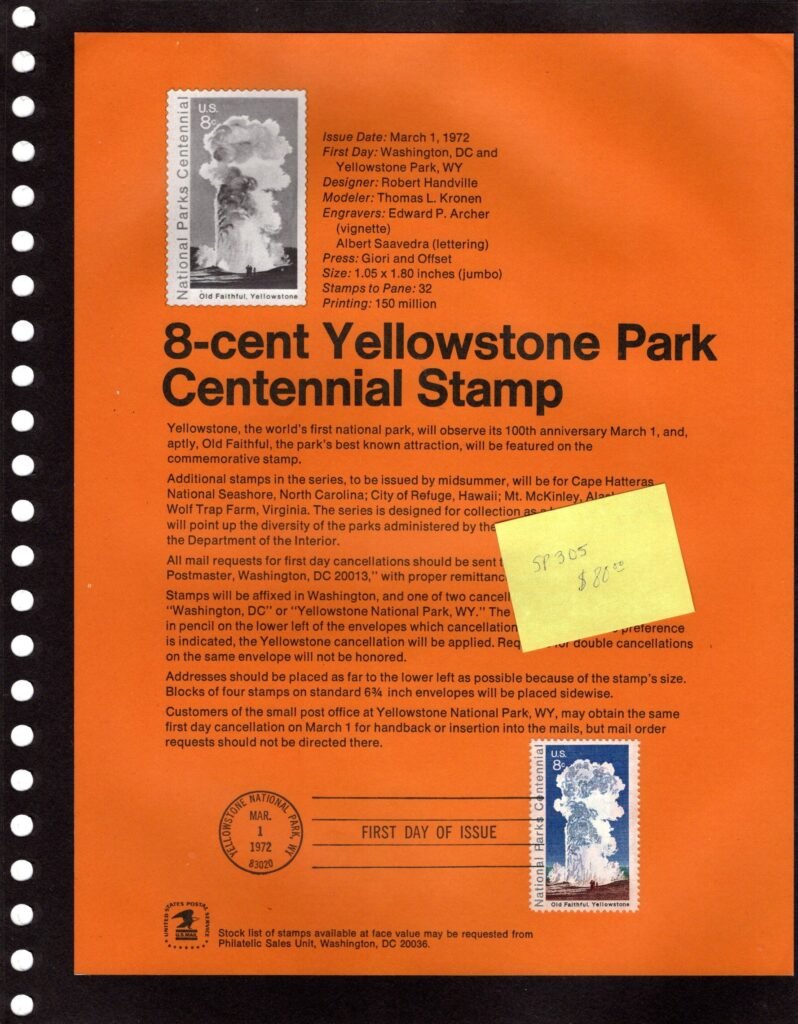 U.S.
8c
National Parks Centennial
Old Faithful, Yellowstone
Issue Date: March 1, 1972
First Day: Washington, DC and
Yellowstone Park, WY
Designer: Robert Handville
Modeler: Thomas L. Kronen
Engravers: Edward P. Archer
(vignette)
Albert Saavedra (lettering)
Press: Giori and Offset
Size: 1.05 x 1.80 inches (jumbo)
Stamps to Pane: 32
Printing: 150 million
8-cent Yellowstone Park
Centennial Stamp
Yellowstone, the world's first national park, will observe its 100th anniversary March 1, and,
aptly, Old Faithful, the park's best known attraction, will be featured on the
commemorative stamp.
Additional stamps in the series, to be issued by midsummer, will be for Cape Hatteras
National Seashore, North Carolina; City of Refuge, Hawaii; Mt. McKinley,
Wolf Trap Farm, Virginia. The series is designed for collection as
will point up the diversity of the parks administered by the
the Department of the Interior.
All mail requests for first day cancellations should be sent
Postmaster, Washington, DC 20013," with proper
Stamps will be affixed in Washington, and one of two
"Washington, DC" or "Yellowstone National Park, WY." The
in pencil on the lower left of the envelopes which cancellation preference
is indicated, the Yellowstone cancellation will be applied. for double cancellations
on the same envelope will not be honored.
Addresses should be placed as far to the lower left as possible because of the stamp's size.
Blocks of four stamps on standard 6¾ inch envelopes will be placed sidewise.
Customers of the small post office at Yellowstone National Park, WY, may obtain the same
first day cancellation on March 1 for handback or insertion into the mails, but mail order
requests should not be directed there.
SP305
$80.00
YELLOWSTONE NATIONAL PARK, WY
MAR.
1
1972
83020
FIRST DAY OF ISSUE
U.S.
8c
National Parks Centennial
Old Faithful, Yellowstone
UNITED STATES POSTAL SERVICE
U.S. MAIL
Stock list of stamps available at face value may be requested from
Philatelic Sales Unit, Washington, DC 20036.